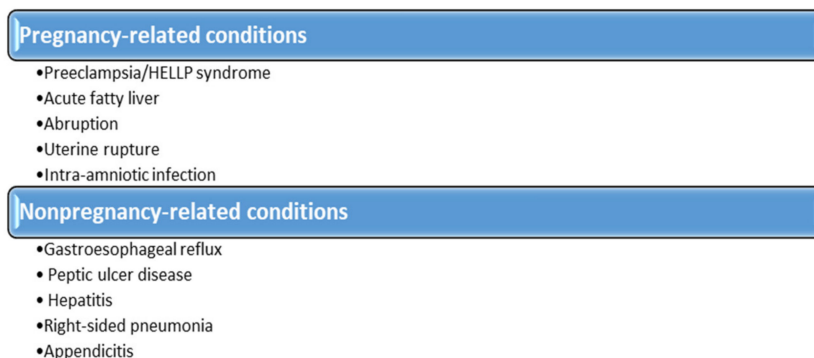 Pregnancy-related conditions
•Preeclampsia/HELLP syndrome
•Acute fatty liver
•Abruption
•Uterine rupture
•Intra-amniotic infection
Nonpregnancy-related conditions
•Gastroesophageal reflux
• Peptic ulcer disease
• Hepatitis
•Right-sided pneumonia
•Appendicitis